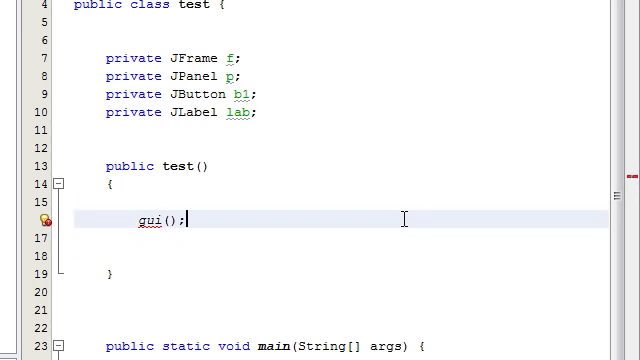 4 public class test {
5
6
7 private JFrame f;
8 private JPanel p;
9 private JButton b1;
10 private JLabel lab;
11
12
13 public test()
14 {
15
gui();
17
18
19 }
20
21
22
23 public static void main(String[] args) {